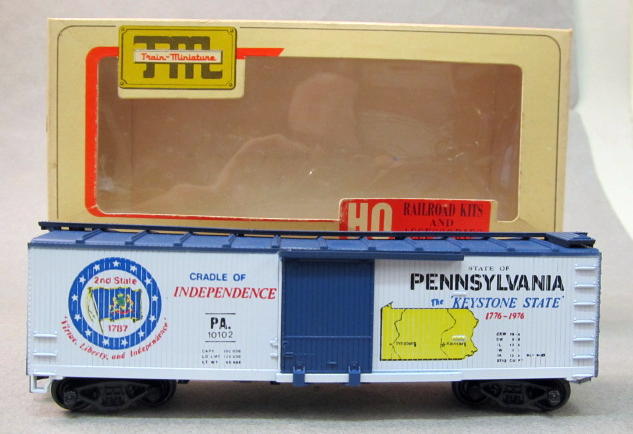 TM
Train-Miniature
HO
RAILROAD KITS
AND
2nd State
1787
"Virtue, Liberty, and Independence"
CRADLE OF
INDEPENDENCE
PA.
10102
STATE OF
PENNSYLVANIA
The "KEYSTONE STATE"
1776-1976